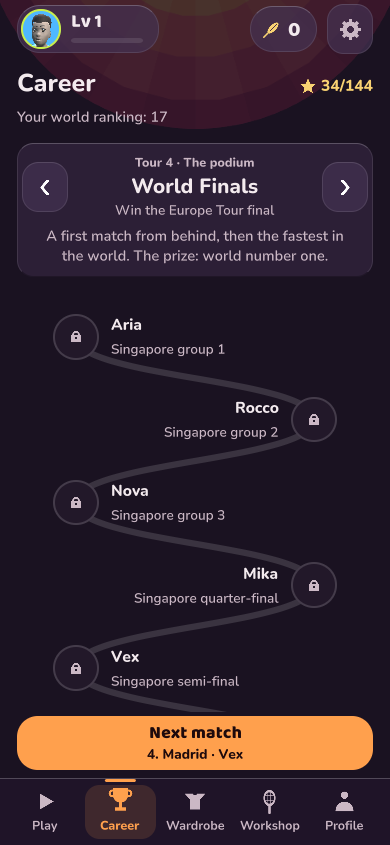 Lv 1
0
Career
34/144
Your world ranking: 17
Tour 4 · The podium
World Finals
Win the Europe Tour final
A first match from behind, then the fastest in
the world. The prize: world number one.
Aria
Singapore group 1
Rocco
Singapore group 2
Nova
Singapore group 3
Mika
Singapore quarter-final
Vex
Singapore semi-final
Next match
4. Madrid · Vex
Play
Career
Wardrobe
Workshop
Profile